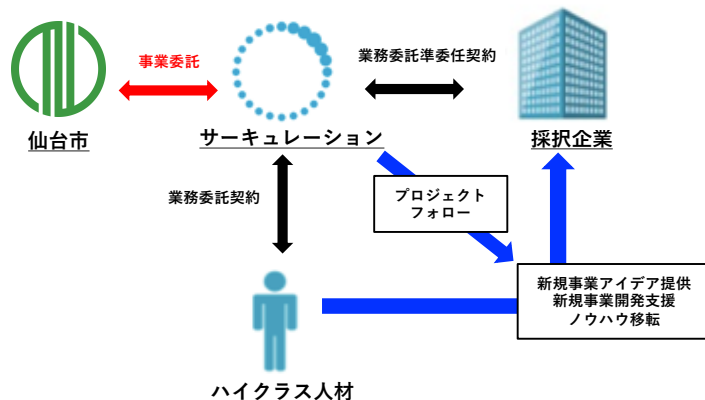 事業委託
業務委託準委任契約
仙台市
サーキュレーション
採択企業
業務委託契約
プロジェクト
フォロー
新規事業アイデア提供
新規事業開発支援
ノウハウ移転
ハイクラス人材